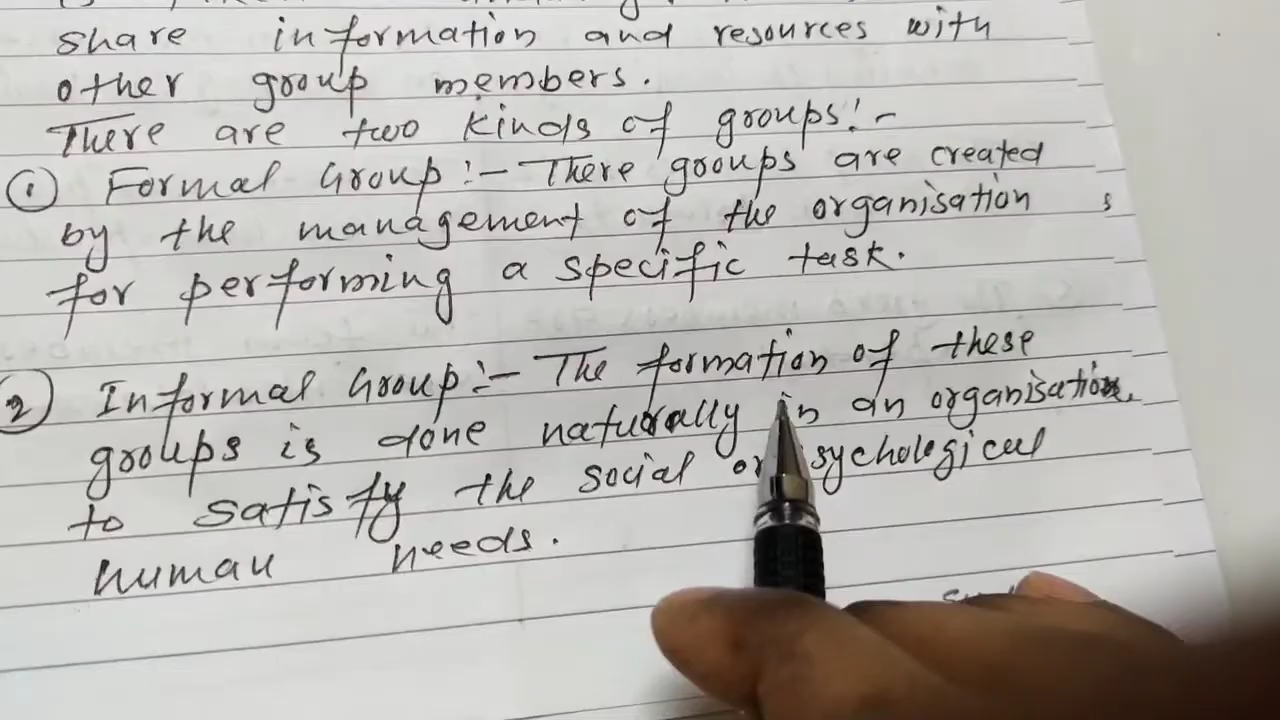 share information and resources with
other group members.
There are two kinds of groups:-
① Formal Group:- There groups are created
by the management of the organisation
for performing a specific task.
② Informal Group:- The formation of these
groups is done naturally in an organisation.
to satisfy the social or psychological
human needs.